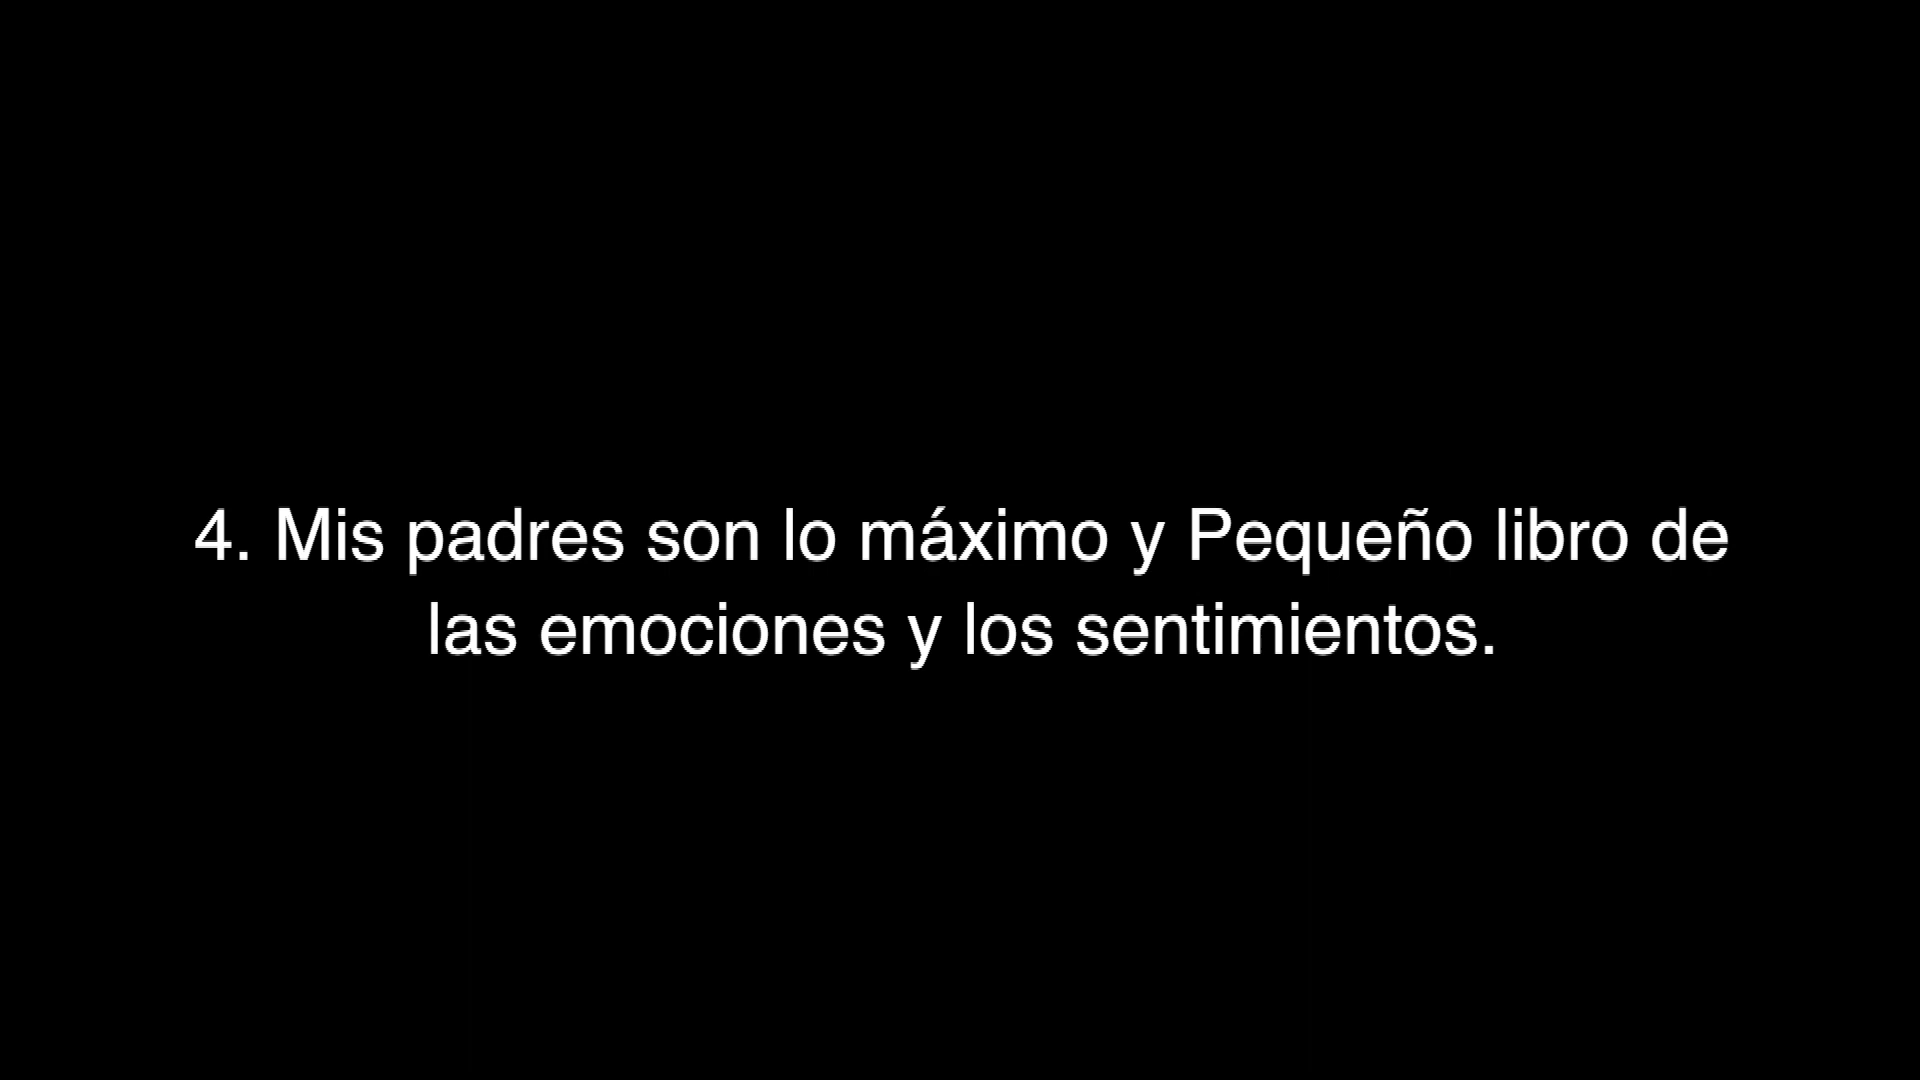 4. Mis padres son lo máximo y Pequeño libro de
las emociones y los sentimientos.